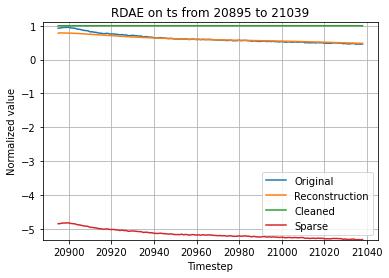 RDAE on ts from 20895 to 21039
Normalized value
1
0
−1
−2
−3
−4
−5
Original
Reconstruction
Cleaned
Sparse
20900 20920 20940 20960 20980 21000 21020 21040
Timestep